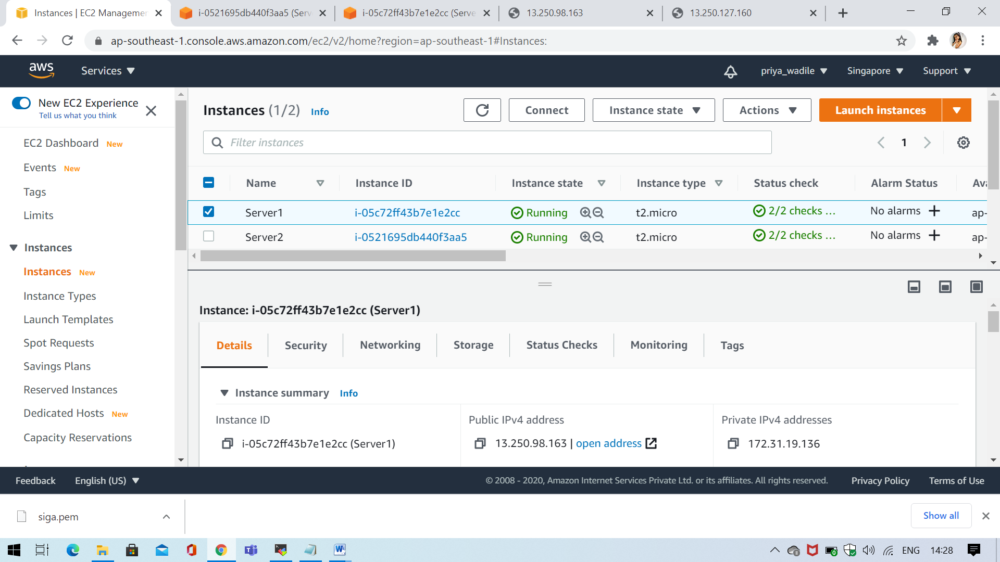 Instances | EC2 Managemer
i-0521695db440f3aa5 (Serv
i-05c72ff43b7e1e2cc (Serve
13.250.98.163
13.250.127.160
ap-southeast-1.console.aws.amazon.com/ec2/v2/home?region=ap-southeast-1#Instances:
aws
Services
priya_wadile
Singapore
Support
New EC2 Experience
Tell us what you think
EC2 Dashboard New
Events New
Tags
Limits
Instances
Instances New
Instance Types
Launch Templates
Spot Requests
Savings Plans
Reserved Instances
Dedicated Hosts New
Capacity Reservations
Instances (1/2) Info
Connect
Instance state
Actions
Launch instances
Filter instances
1
Name Instance ID Instance state Instance type Status check Alarm Status Ava
Server1 i-05c72ff43b7e1e2cc Running t2.micro 2/2 checks ... No alarms + ap-
Server2 i-0521695db440f3aa5 Running t2.micro 2/2 checks ... No alarms + ap-
Instance: i-05c72ff43b7e1e2cc (Server1)
Details Security Networking Storage Status Checks Monitoring Tags
Instance summary Info
Instance ID
i-05c72ff43b7e1e2cc (Server1)
Public IPv4 address
13.250.98.163 | open address
Private IPv4 addresses
172.31.19.136
Feedback
English (US)
© 2008 - 2020, Amazon Internet Services Private Ltd. or its affiliates. All rights reserved.
Privacy Policy
Terms of Use
siga.pem
Show all
ENG
14:28